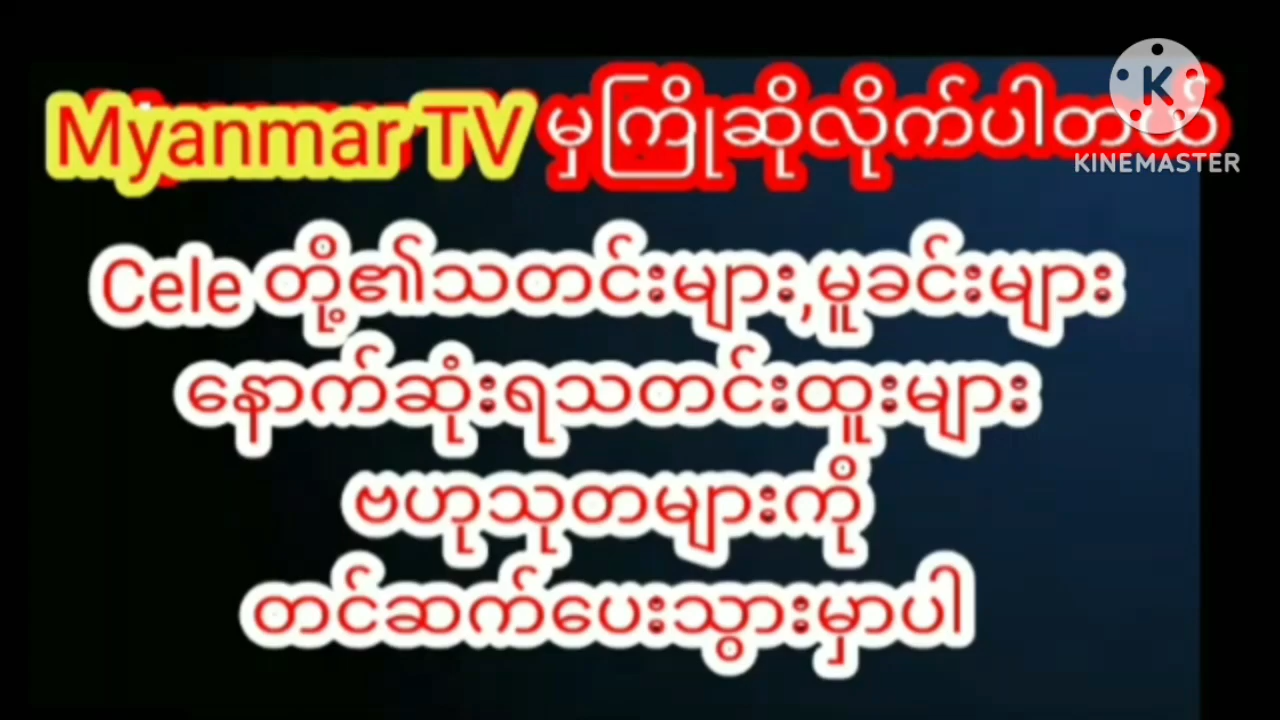 Myanmar TV မှကြိုဆိုလိုက်ပါတယ်
KINEMASTER
Cele တို့၏သတင်းများ,မူခင်းများ
နောက်ဆုံးရသတင်းထူးများ
ဗဟုသုတများကို
တင်ဆက်ပေးသွားမှာပါ